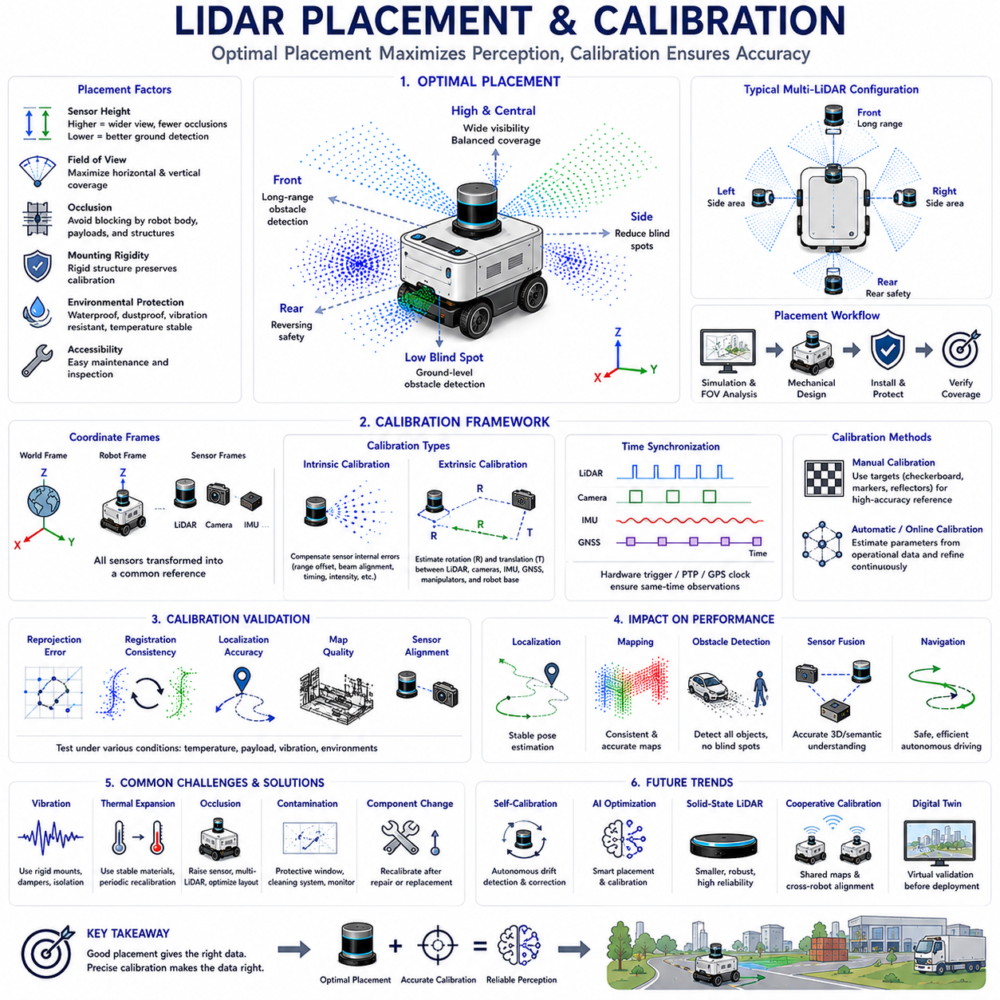 LIDAR PLACEMENT & CALIBRATION
Optimal Placement Maximizes Perception, Calibration Ensures Accuracy
Placement Factors
Sensor Height
Higher = wider view, fewer occlusions
Lower = better ground detection
Field of View
Maximize horizontal & vertical
coverage
Occlusion
Avoid blocking by robot body,
payloads, and structures
Mounting Rigidity
Rigid structure preserves
calibration
Environmental Protection
Waterproof, dustproof, vibration
resistant, temperature stable
Accessibility
Easy maintenance and
inspection
1. OPTIMAL PLACEMENT
High & Central
Wide visibility
Balanced coverage
Front
Long-range
obstacle
detection
Side
Reduce blind
spots
Rear
Reversing
safety
Low Blind Spot
Ground-level
obstacle detection
Z
X
Y
Typical Multi-LiDAR Configuration
Front
Long range
Left
Side area
Right
Side area
Rear
Rear safety
Placement Workflow
Simulation &
FOV Analysis
Mechanical
Design
Install &
Protect
Verify
Coverage
2. CALIBRATION FRAMEWORK
Coordinate Frames
World Frame
Robot Frame
Sensor Frames
Z
Z
X
Y
....
LiDAR
Camera
IMU ...
All sensors transformed into
a common reference
Calibration Types
Intrinsic Calibration
Compensate sensor internal errors
(range offset, beam alignment,
timing, intensity, etc.)
Extrinsic Calibration
R
R
R
T
Estimate rotation (R) and translation (T)
between LiDAR, cameras, IMU, GNSS,
manipulators, and robot base
Time Synchronization
LiDAR
Camera
IMU
GNSS
Time
Hardware trigger / PTP / GPS clock
ensure same-time observations
Calibration Methods
Manual Calibration
Use targets (checkerboard,
markers, reflectors) for
high-accuracy reference
Automatic / Online Calibration
Estimate parameters from
operational data and refine
continuously
3. CALIBRATION VALIDATION
Reprojection
Error
Registration
Consistency
Localization
Accuracy
Map
Quality
Sensor
Alignment
Test under various conditions: temperature, payload, vibration, environments
4. IMPACT ON PERFORMANCE
Localization
Stable pose
estimation
Mapping
Consistent &
accurate maps
Obstacle Detection
Detect all objects,
no blind spots
Sensor Fusion
Accurate 3D/semantic
understanding
Navigation
Safe, efficient
autonomous driving
5. COMMON CHALLENGES & SOLUTIONS
Vibration
Use rigid mounts,
dampers, isolation
Thermal Expansion
Use stable materials,
periodic recalibration
Occlusion
Raise sensor, multi-
LiDAR, optimize layout
Contamination
Protective window,
cleaning system, monitor
Component Change
Recalibrate after
repair or replacement
6. FUTURE TRENDS
Self-Calibration
Autonomous drift
detection & correction
AI Optimization
Smart placement
& calibration
Solid-State LiDAR
Smaller, robust,
high reliability
Cooperative Calibration
Shared maps &
cross-robot alignment
Digital Twin
Virtual validation
before deployment
KEY TAKEAWAY
Good placement gives the right data.
Precise calibration makes the data right.
Optimal Placement
+
Accurate Calibration
=
Reliable Perception